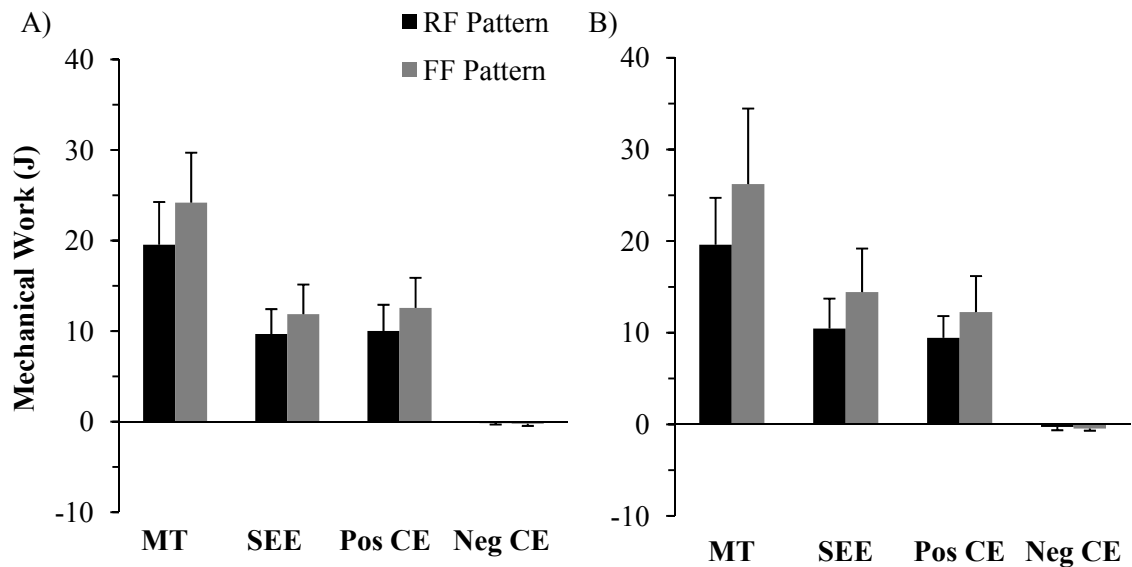 A)
RF Pattern
FF Pattern
Mechanical Work (J)
40
30
20
10
0
-10
MT SEE Pos CE Neg CE
B)
40
30
20
10
0
-10
MT SEE Pos CE Neg CE